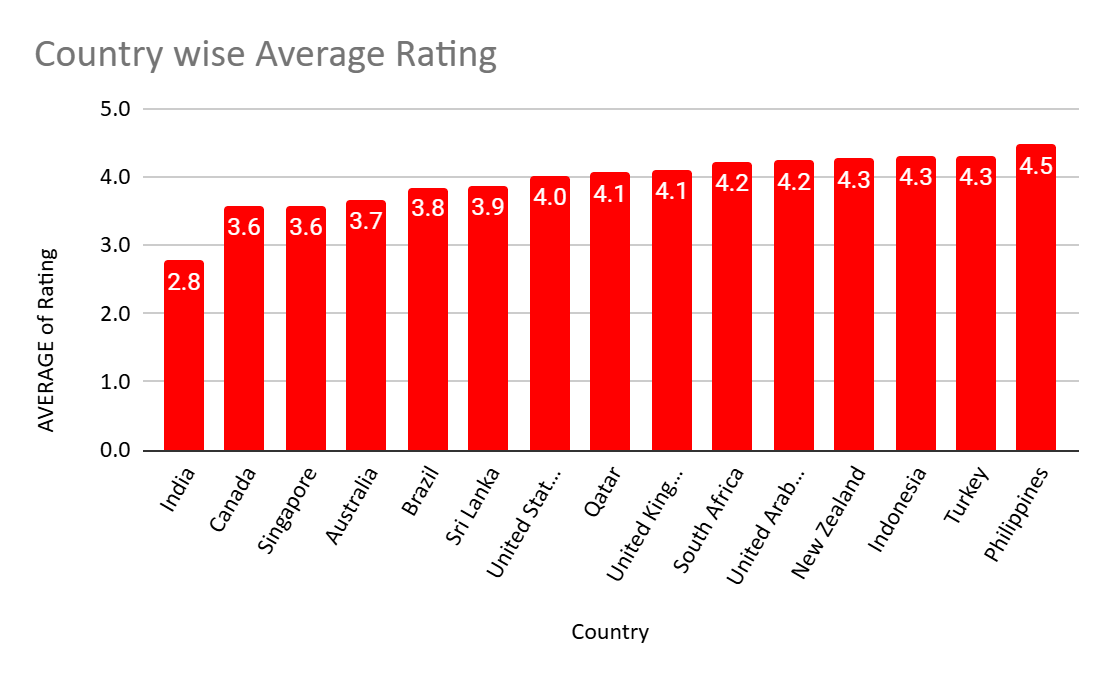 Country wise Average Rating
AVERAGE of Rating
5.0
4.0
3.0
2.0
1.0
0.0
2.8
3.6
3.6
3.7
3.8
3.9
4.0
4.1
4.1
4.2
4.2
4.3
4.3
4.3
4.5
India
Canada
Singapore
Australia
Brazil
Sri Lanka
United Stat...
Qatar
United King...
South Africa
United Arab...
New Zealand
Indonesia
Turkey
Philippines
Country